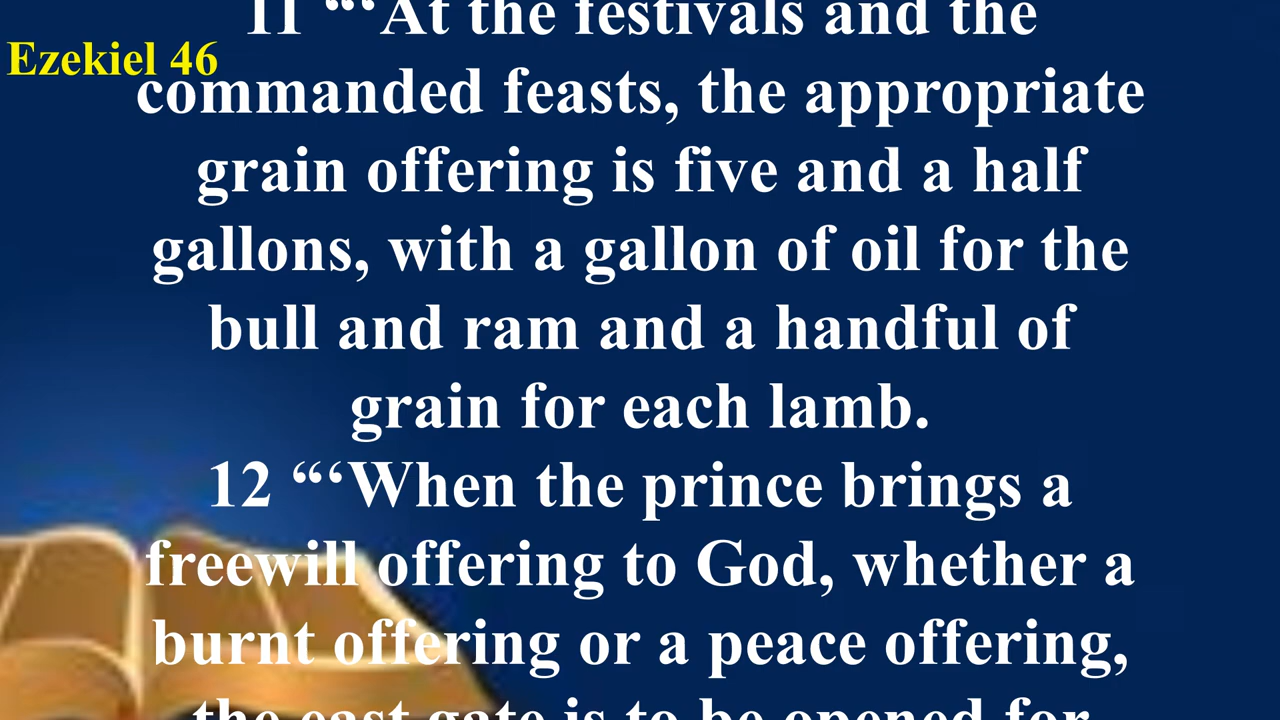 11 “‘At the festivals and the
Ezekiel 46
commanded feasts, the appropriate
grain offering is five and a half
gallons, with a gallon of oil for the
bull and ram and a handful of
grain for each lamb.
12 “‘When the prince brings a
freewill offering to God, whether a
burnt offering or a peace offering,
the east gate is to be opened for